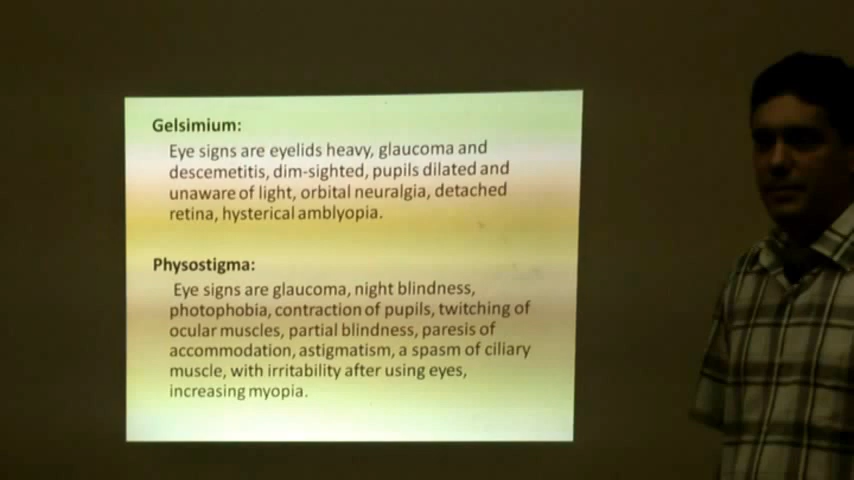 Gelsimium:
Eye signs are eyelids heavy, glaucoma and
descemetitis, dim-sighted, pupils dilated and
unaware of light, orbital neuralgia, detached
retina, hysterical amblyopia.
Physostigma:
Eye signs are glaucoma, night blindness,
photophobia, contraction of pupils, twitching of
ocular muscles, partial blindness, paresis of
accommodation, astigmatism, a spasm of ciliary
muscle, with irritability after using eyes,
increasing myopia.